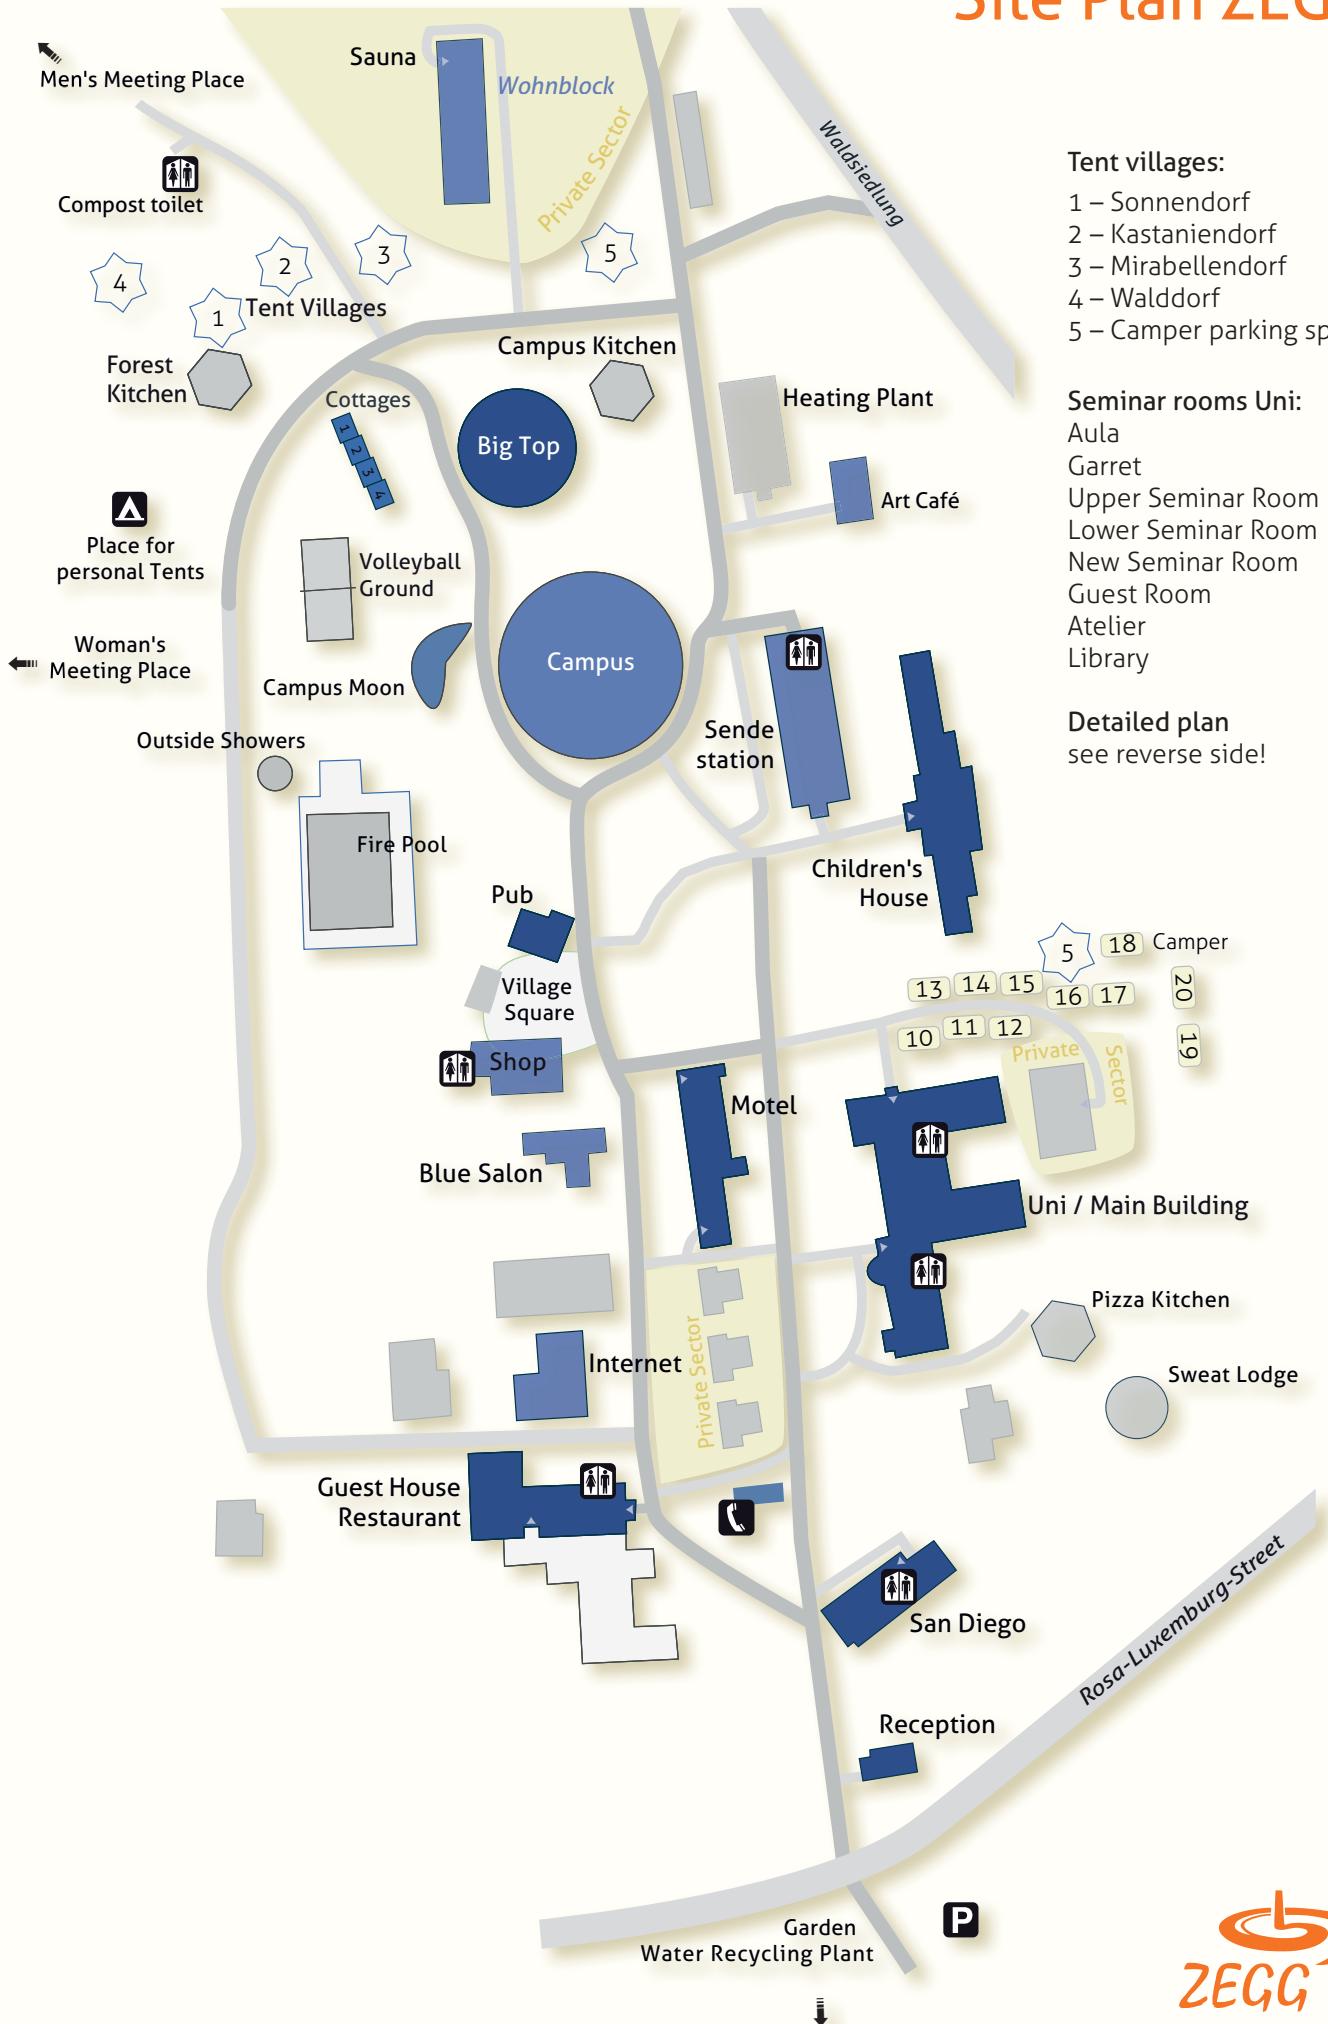 Site Plan ZEG
Sauna
Men's Meeting Place
Wohnblock
Private Sector
Waldsiedlung
Compost toilet
Tent villages:
1 – Sonnendorf
2 – Kastaniendorf
3 – Mirabellendorf
4 – Walddorf
5 – Camper parking sp
4
2
3
5
1
Tent Villages
Forest
Kitchen
Campus Kitchen
Cottages
1
2
3
4
Big Top
Heating Plant
Art Café
Seminar rooms Uni:
Aula
Garret
Upper Seminar Room
Lower Seminar Room
New Seminar Room
Guest Room
Atelier
Library
Detailed plan
see reverse side!
Place for
personal Tents
Volleyball
Ground
Woman's
Meeting Place
Campus Moon
Campus
Outside Showers
Sende
station
Fire Pool
Children's
House
Pub
Village
Square
Shop
5
18
Camper
13
14
15
16
17
20
10
11
12
19
Private
Sector
Motel
Blue Salon
Uni / Main Building
Pizza Kitchen
Sweat Lodge
Internet
Private Sector
Guest House
Restaurant
San Diego
Rosa-Luxemburg-Street
Reception
P
Garden
Water Recycling Plant
ZEGG